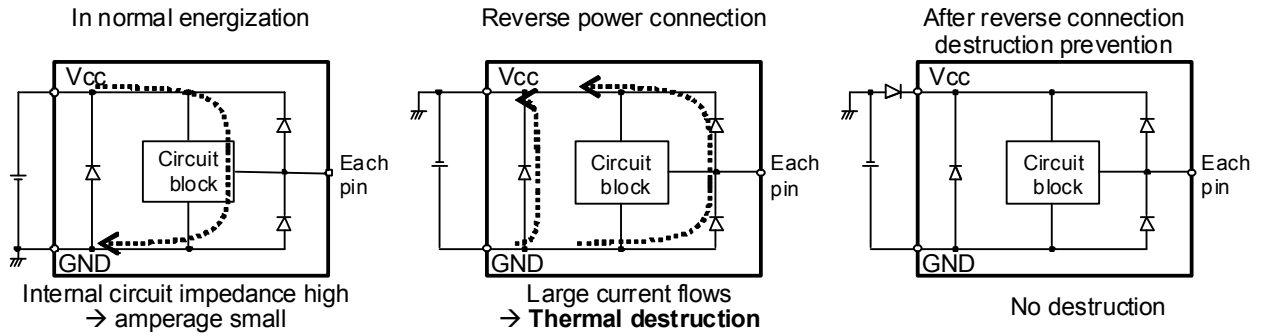 In normal energization
Vcc
Circuit
block
Each
pin
GND
Internal circuit impedance high
→ amperage small
Reverse power connection
Vcc
Circuit
block
Each
pin
GND
Large current flows
→ Thermal destruction
After reverse connection
destruction prevention
Vcc
Circuit
block
Each
pin
GND
No destruction